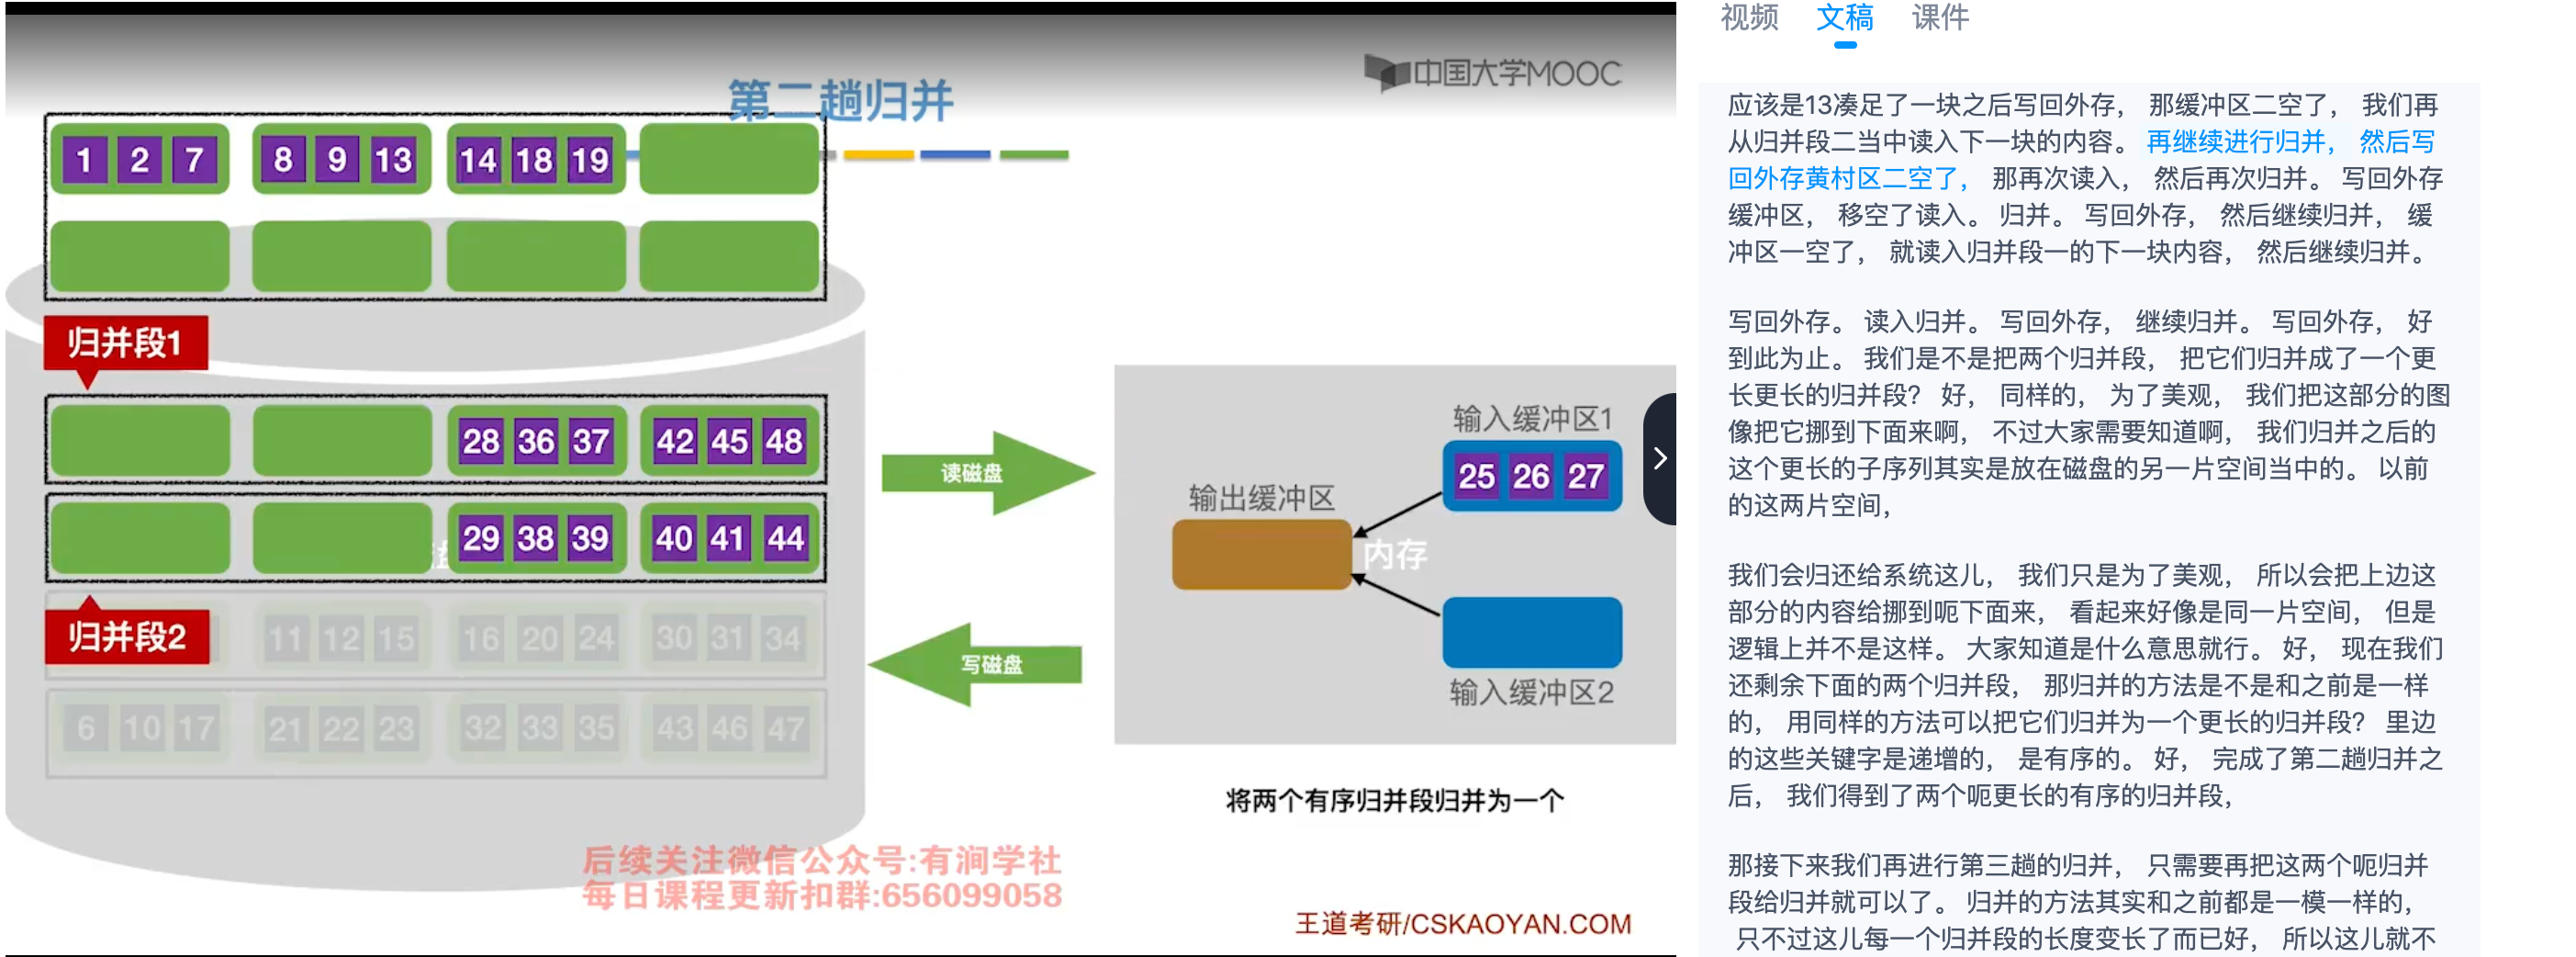 第二趟归并
中国大学MOOC
1 2 7 8 9 13 14 18 19
归并段1
28 36 37 42 45 48
29 38 39 40 41 44
归并段2
11 12 15 16 20 24 30 31 34
6 10 17 21 22 23 32 33 35 43 46 47
读磁盘
写磁盘
输入缓冲区1
25 26 27
输出缓冲区
内存
输入缓冲区2
将两个有序归并段归并为一个
后续关注微信公众号:有涧学社
每日课程更新扣群:656099058
王道考研/CSKAOYAN.COM
视频 文稿 课件
应该是13凑足了一块之后写回外存， 那缓冲区二空了， 我们再
从归并段二当中读入下一块的内容。 再继续进行归并， 然后写
回外存黄村区二空了， 那再次读入， 然后再次归并。 写回外存
缓冲区， 移空了读入。 归并。 写回外存， 然后继续归并， 缓
冲区一空了， 就读入归并段一的下一块内容， 然后继续归并。
写回外存。 读入归并。 写回外存， 继续归并。 写回外存， 好
到此为止。 我们是不是把两个归并段， 把它们归并成了一个更
长更长的归并段？ 好， 同样的， 为了美观， 我们把这部分的图
像把它挪到下面来啊， 不过大家需要知道啊， 我们归并之后的
这个更长的子序列其实是放在磁盘的另一片空间当中的。 以前
的这两片空间，
我们会归还给系统这儿， 我们只是为了美观， 所以会把上边这
部分的内容给挪到呃下面来， 看起来好像是同一片空间， 但是
逻辑上并不是这样。 大家知道是什么意思就行。 好， 现在我们
还剩余下面的两个归并段， 那归并的方法是不是和之前是一样
的， 用同样的方法可以把它们归并为一个更长的归并段？ 里边
的这些关键字是递增的， 是有序的。 好， 完成了第二趟归并之
后， 我们得到了两个呃更长的有序的归并段，
那接下来我们再进行第三趟的归并， 只需要再把这两个呃归并
段给归并就可以了。 归并的方法其实和之前都是一模一样的，
只不过这儿每一个归并段的长度变长了而已好， 所以这儿就不